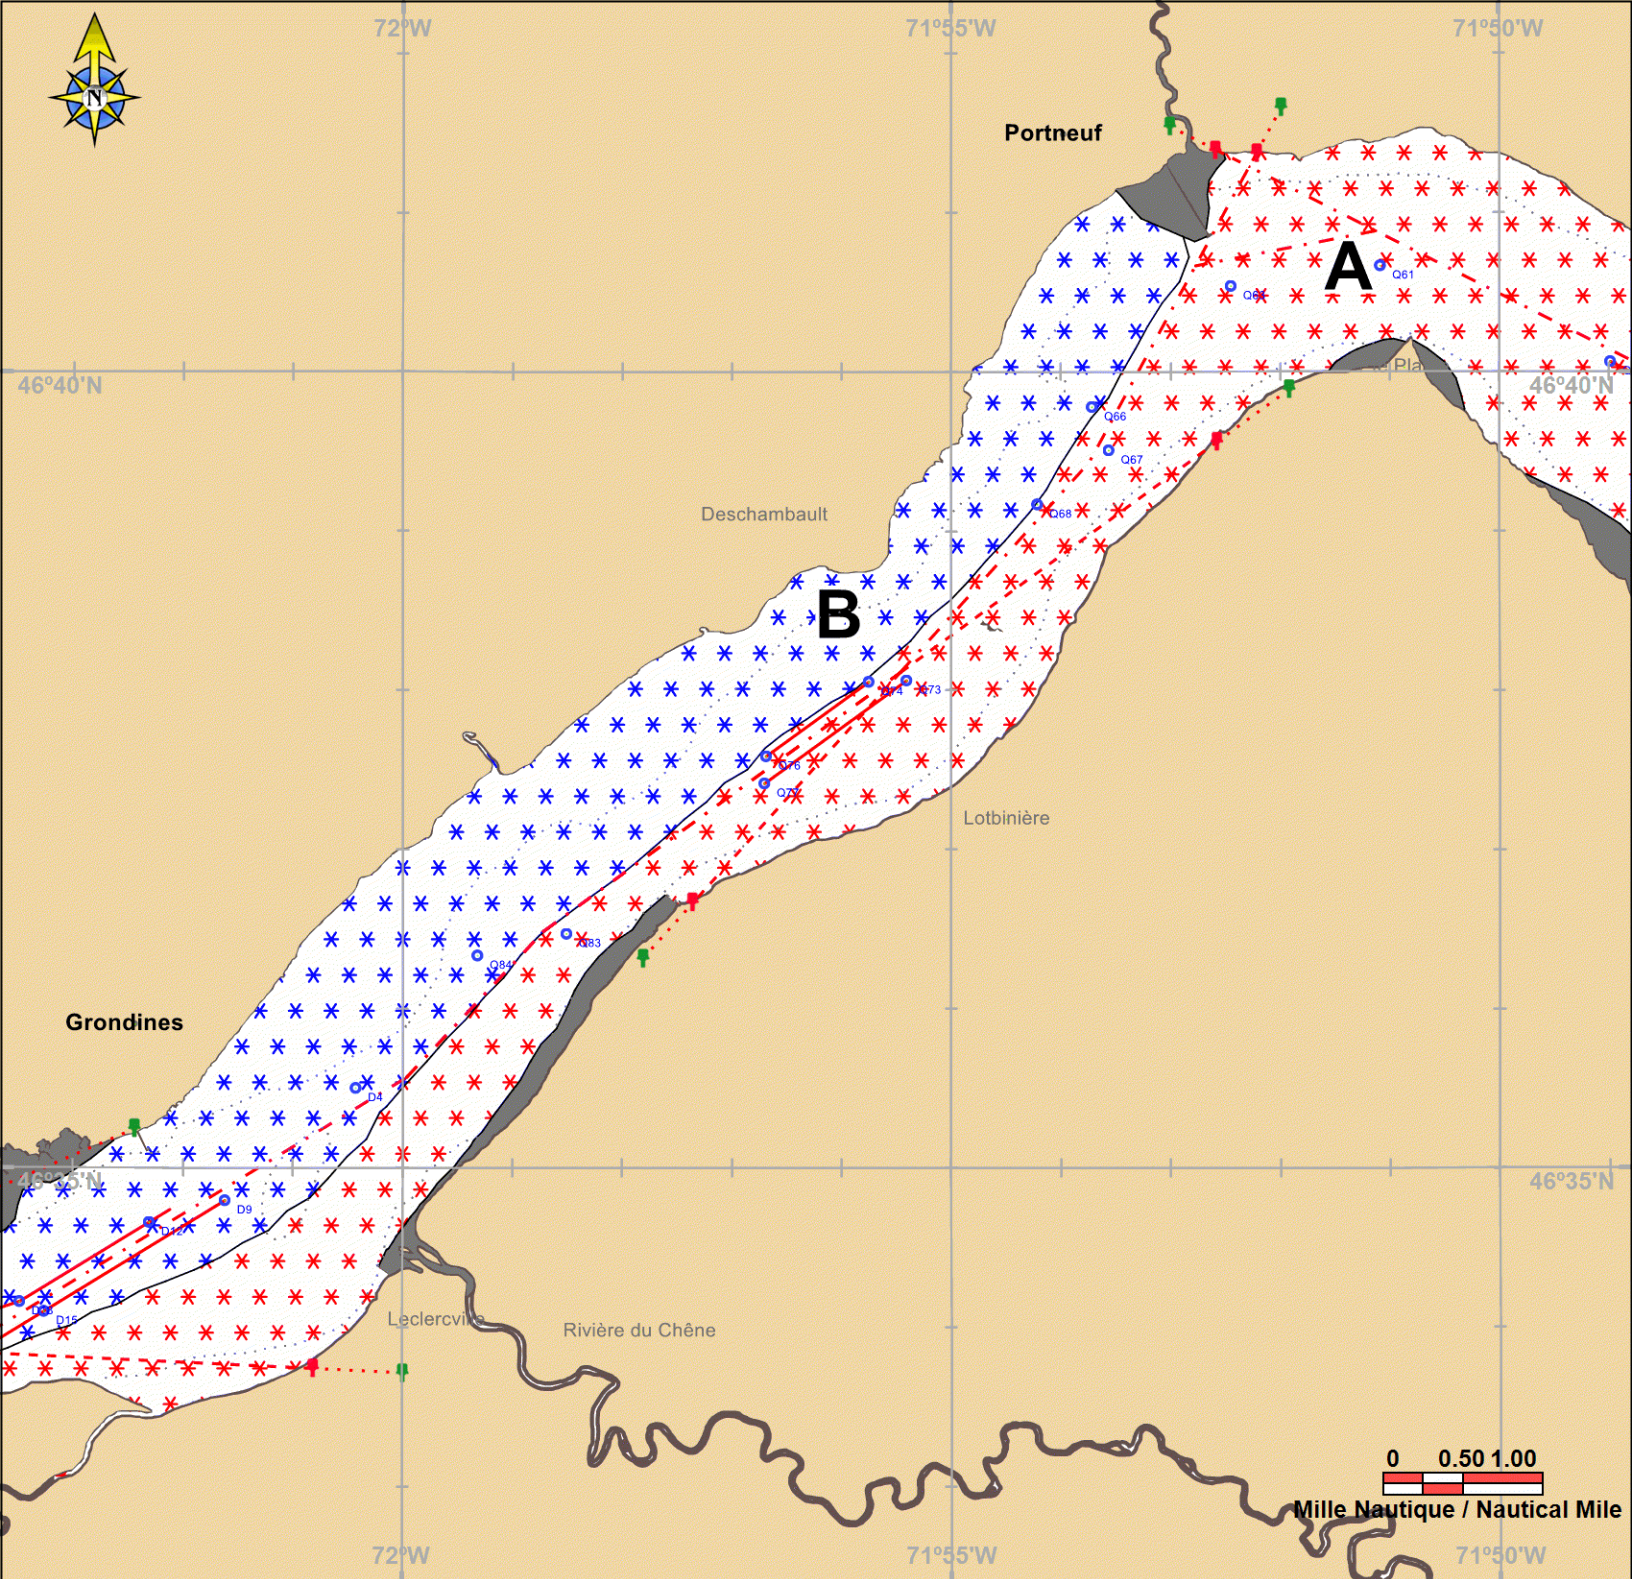 72°W
71°55'W
71°50'W
N
Portneuf
A
Q61
46°40'N
46°40'N
Q66
Q67
Deschambault
Q68
B
Q74
Q73
Q76
Lotbinière
Q83
Q84
Grondines
D4
46°35'N
46°35'N
D9
D12
D15
Leclercville
Rivière du Chêne
0 0.50 1.00
Mille Nautique / Nautical Mile
72°W
71°55'W
71°50'W